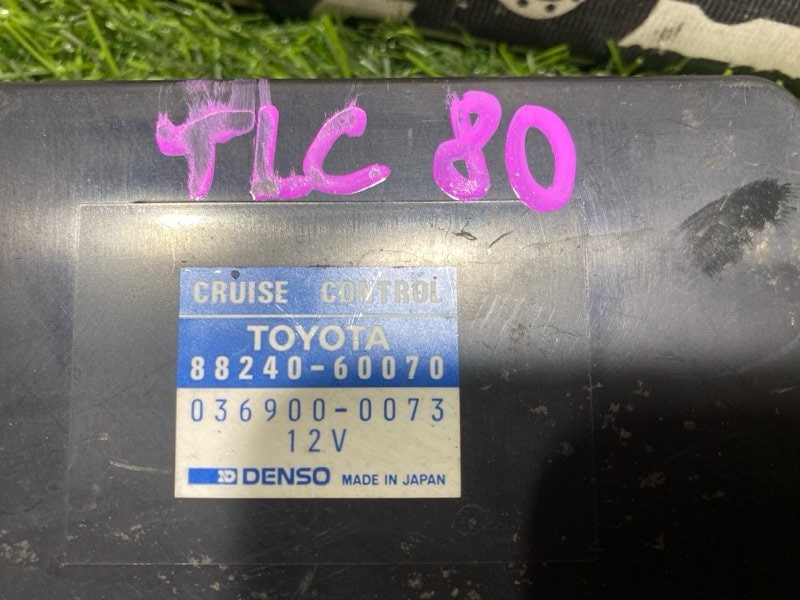 TLC 80
CRUISE CONTROL
TOYOTA
88240-60070
036900-0073
12V
DENSO MADE IN JAPAN